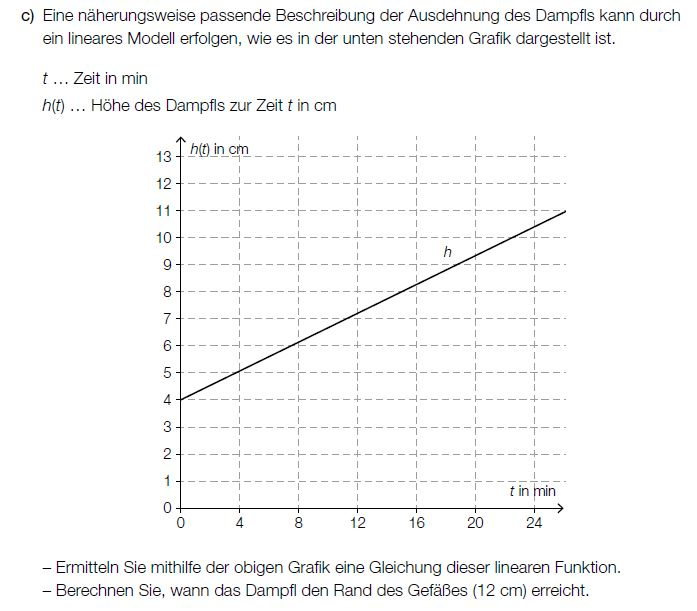 c) Eine näherungsweise passende Beschreibung der Ausdehnung des Dampfls kann durch
ein lineares Modell erfolgen, wie es in der unten stehenden Grafik dargestellt ist.
t … Zeit in min
h(t) … Höhe des Dampfls zur Zeit t in cm
h(t) in cm
13
12
11
10
9
8
7
6
5
4
3
2
1
0
h
t in min
0 4 8 12 16 20 24
– Ermitteln Sie mithilfe der obigen Grafik eine Gleichung dieser linearen Funktion.
– Berechnen Sie, wann das Dampfl den Rand des Gefäßes (12 cm) erreicht.